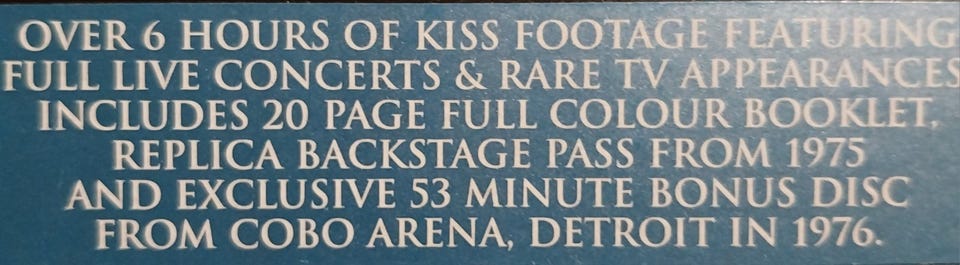 OVER 6 HOURS OF KISS FOOTAGE FEATURING
FULL LIVE CONCERTS & RARE TV APPEARANCES
INCLUDES 20 PAGE FULL COLOUR BOOKLET,
REPLICA BACKSTAGE PASS FROM 1975
AND EXCLUSIVE 53 MINUTE BONUS DISC
FROM COBO ARENA, DETROIT IN 1976.